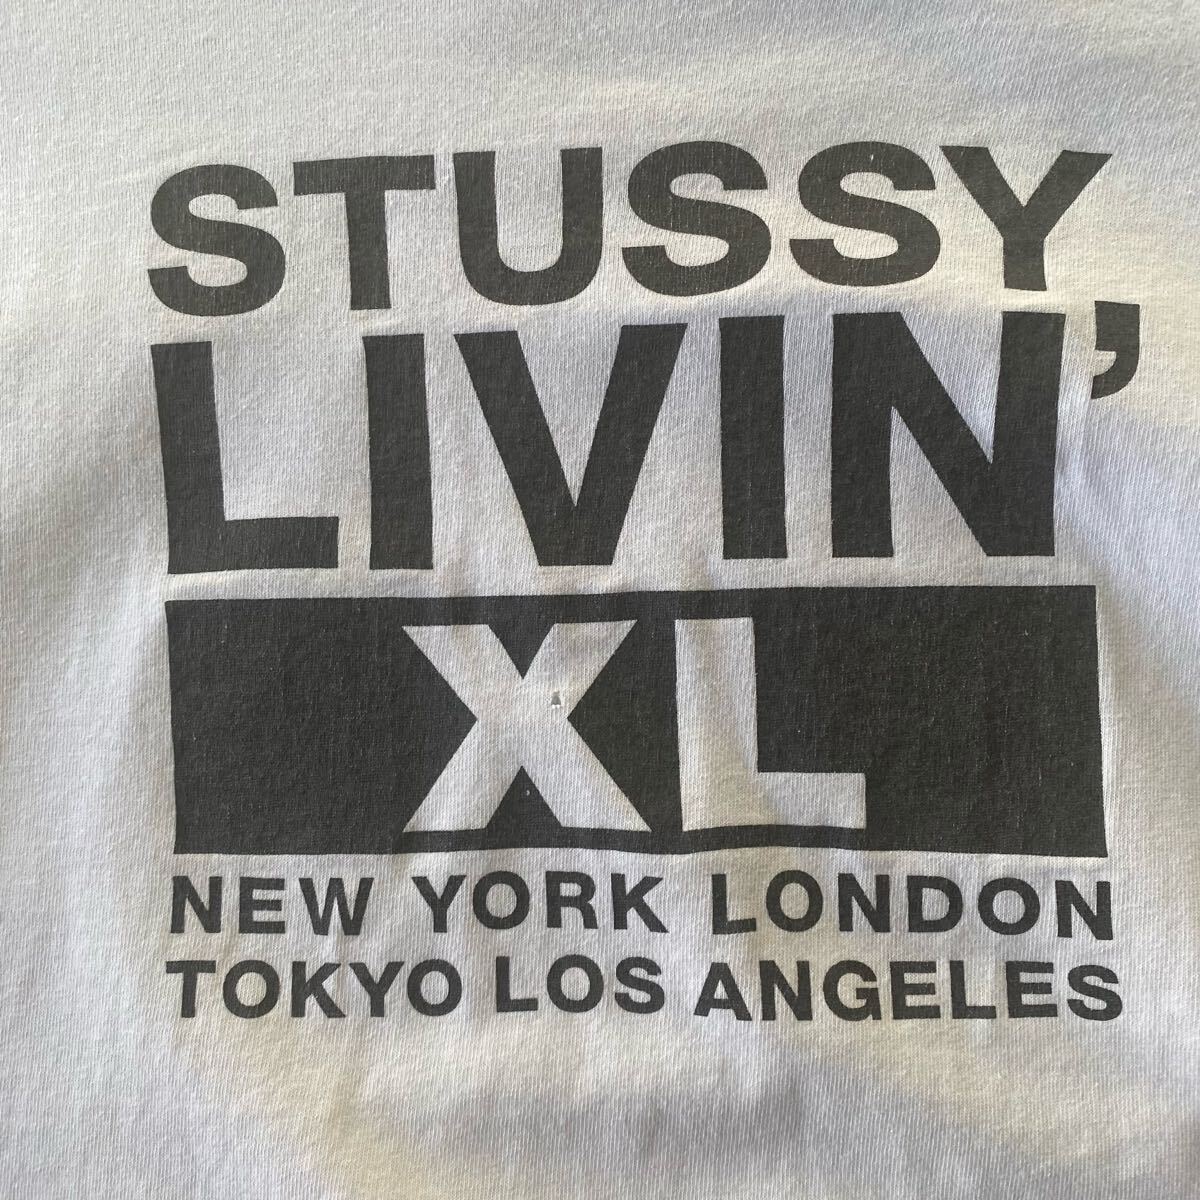 STUSSY
LIVIN'
XL
NEW YORK LONDON
TOKYO LOS ANGELES